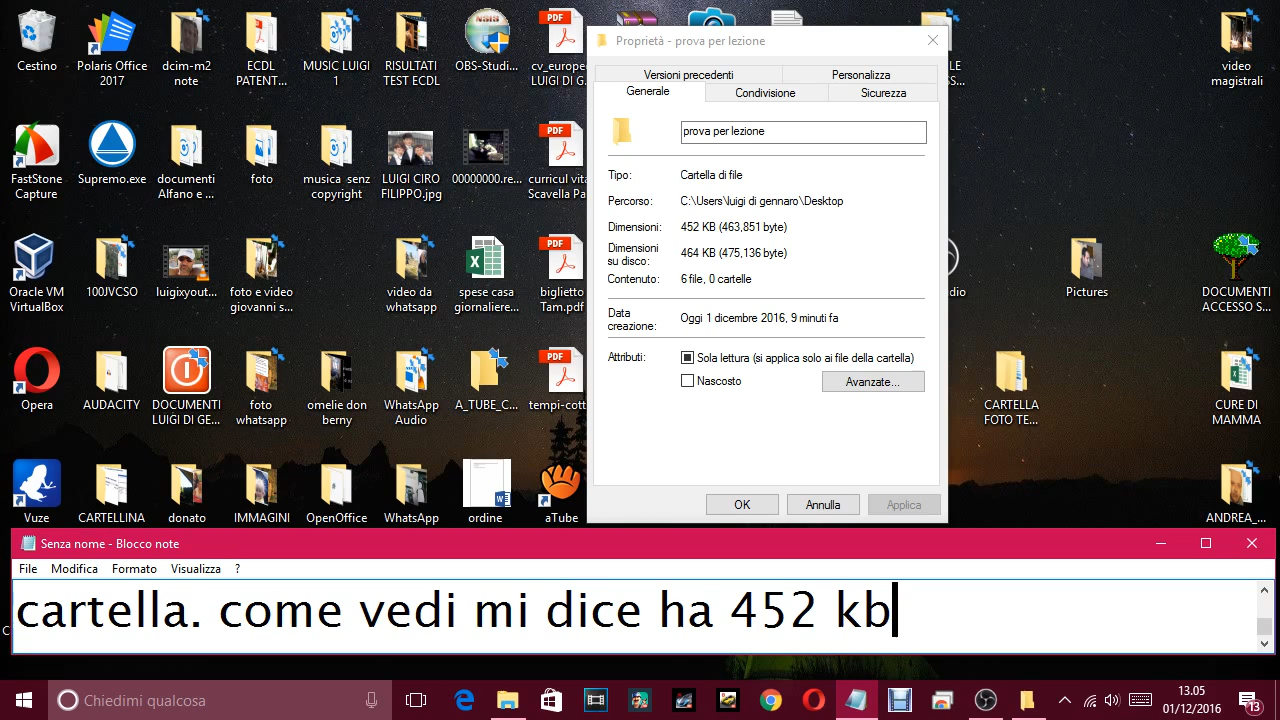 Cestino
Polaris Office
2017
dcim-m2
note
ECDL
PATENT...
MUSIC LUIGI
1
RISULTATI
TEST ECDL
OBS-Studi...
cv_europe
LUIGI DI G
video
magistrali
FastStone
Capture
Supremo.exe
documenti
Alfano e ...
foto
musica senz
copyright
LUIGI CIRO
FILIPPO.jpg
00000000.re...
curricul vita
Scavella Pa
Oracle VM
VirtualBox
100JVCSO
luigixyout...
foto e video
giovanni s...
video da
whatsapp
spese casa
giornaliere...
biglietto
Tam.pdf
Pictures
DOCUMENTI
ACCESSO S...
Opera
AUDACITY
DOCUMENTI
LUIGI DI GE...
foto
whatsapp
omelie don
berny
WhatsApp
Audio
A_TUBE_C...
tempi-cott
CARTELLA
FOTO TE...
CURE DI
MAMMA
Vuze
CARTELLINA
donato
IMMAGINI
OpenOffice
WhatsApp
ordine
aTube
ANDREA_...
PDF
PDF
PDF
PDF
NSIS
Proprietà - prova per lezione
Versioni precedenti
Personalizza
Generale
Condivisione
Sicurezza
prova per lezione
Tipo: Cartella di file
Percorso: C:\Users\luigi di gennaro\Desktop
Dimensioni: 452 KB (463,851 byte)
Dimensioni
su disco: 464 KB (475,136 byte)
Contenuto: 6 file, 0 cartelle
Data
creazione: Oggi 1 dicembre 2016, 9 minuti fa
Attributi: Sola lettura (si applica solo ai file della cartella)
Nascosto
Avanzate...
OK
Annulla
Applica
Senza nome - Blocco note
File Modifica Formato Visualizza ?
cartella. come vedi mi dice ha 452 kb
Chiedimi qualcosa
13.05
01/12/2016
13